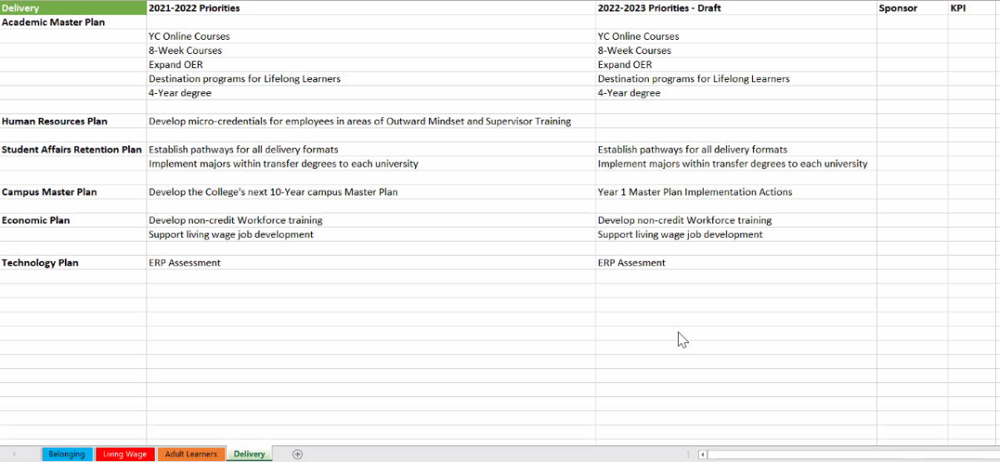 Delivery 2021-2022 Priorities 2022-2023 Priorities - Draft Sponsor KPI
Academic Master Plan
YC Online Courses YC Online Courses
8-Week Courses 8-Week Courses
Expand OER Expand OER
Destination programs for Lifelong Learners Destination programs for Lifelong Learners
4-Year degree 4-Year degree
Human Resources Plan Develop micro-credentials for employees in areas of Outward Mindset and Supervisor Training
Student Affairs Retention Plan Establish pathways for all delivery formats Establish pathways for all delivery formats
Implement majors within transfer degrees to each university Implement majors within transfer degrees to each university
Campus Master Plan Develop the College's next 10-Year campus Master Plan Year 1 Master Plan Implementation Actions
Economic Plan Develop non-credit Workforce training Develop non-credit Workforce training
Support living wage job development Support living wage job development
Technology Plan ERP Assessment ERP Assesment
Belonging Living Wage Adult Learners Delivery